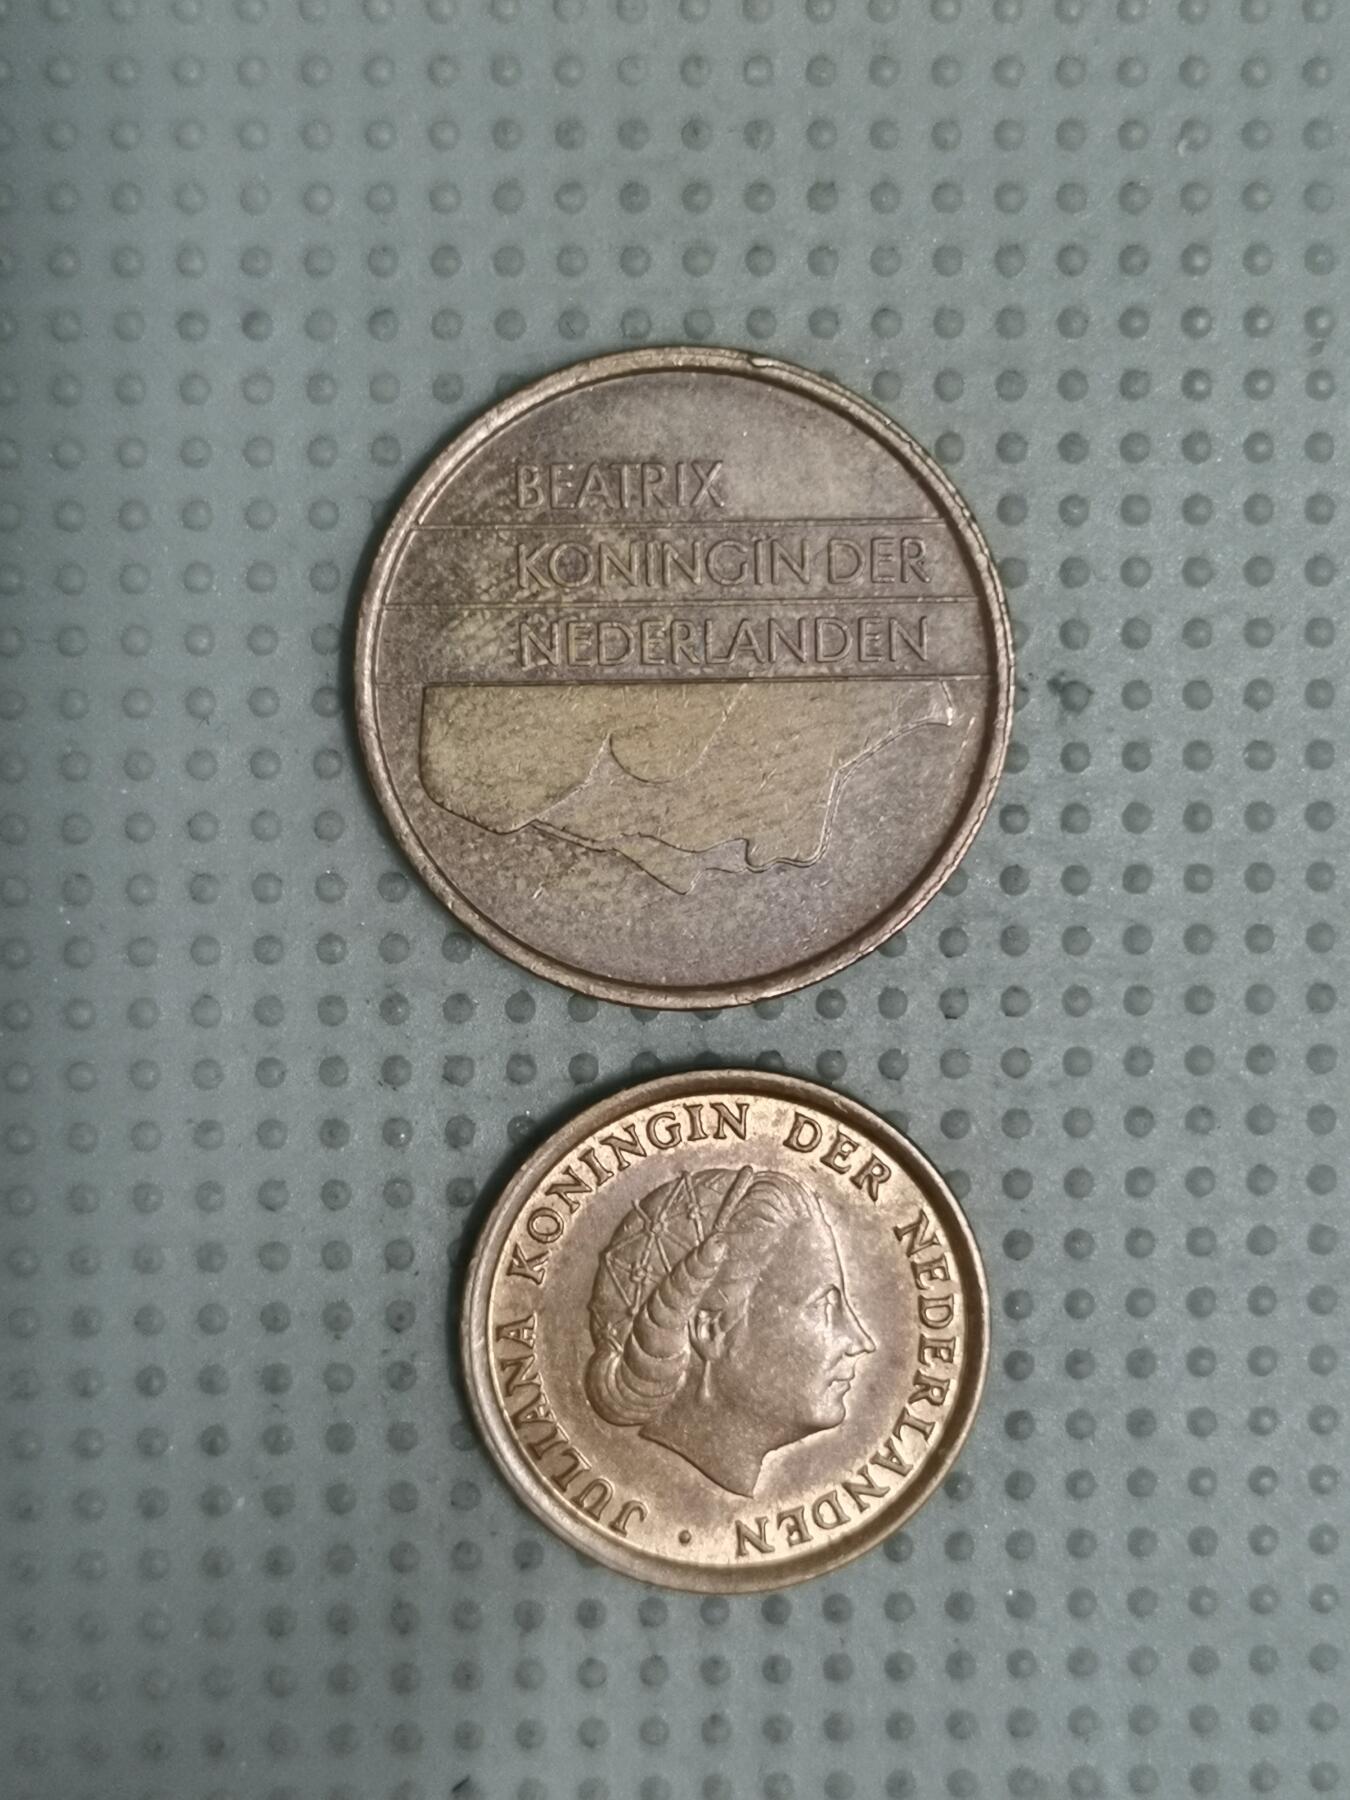 BEATRIX
KONINGIN DER
NEDERLANDEN
JULIANA KONINGIN DER NEDERLANDEN ·